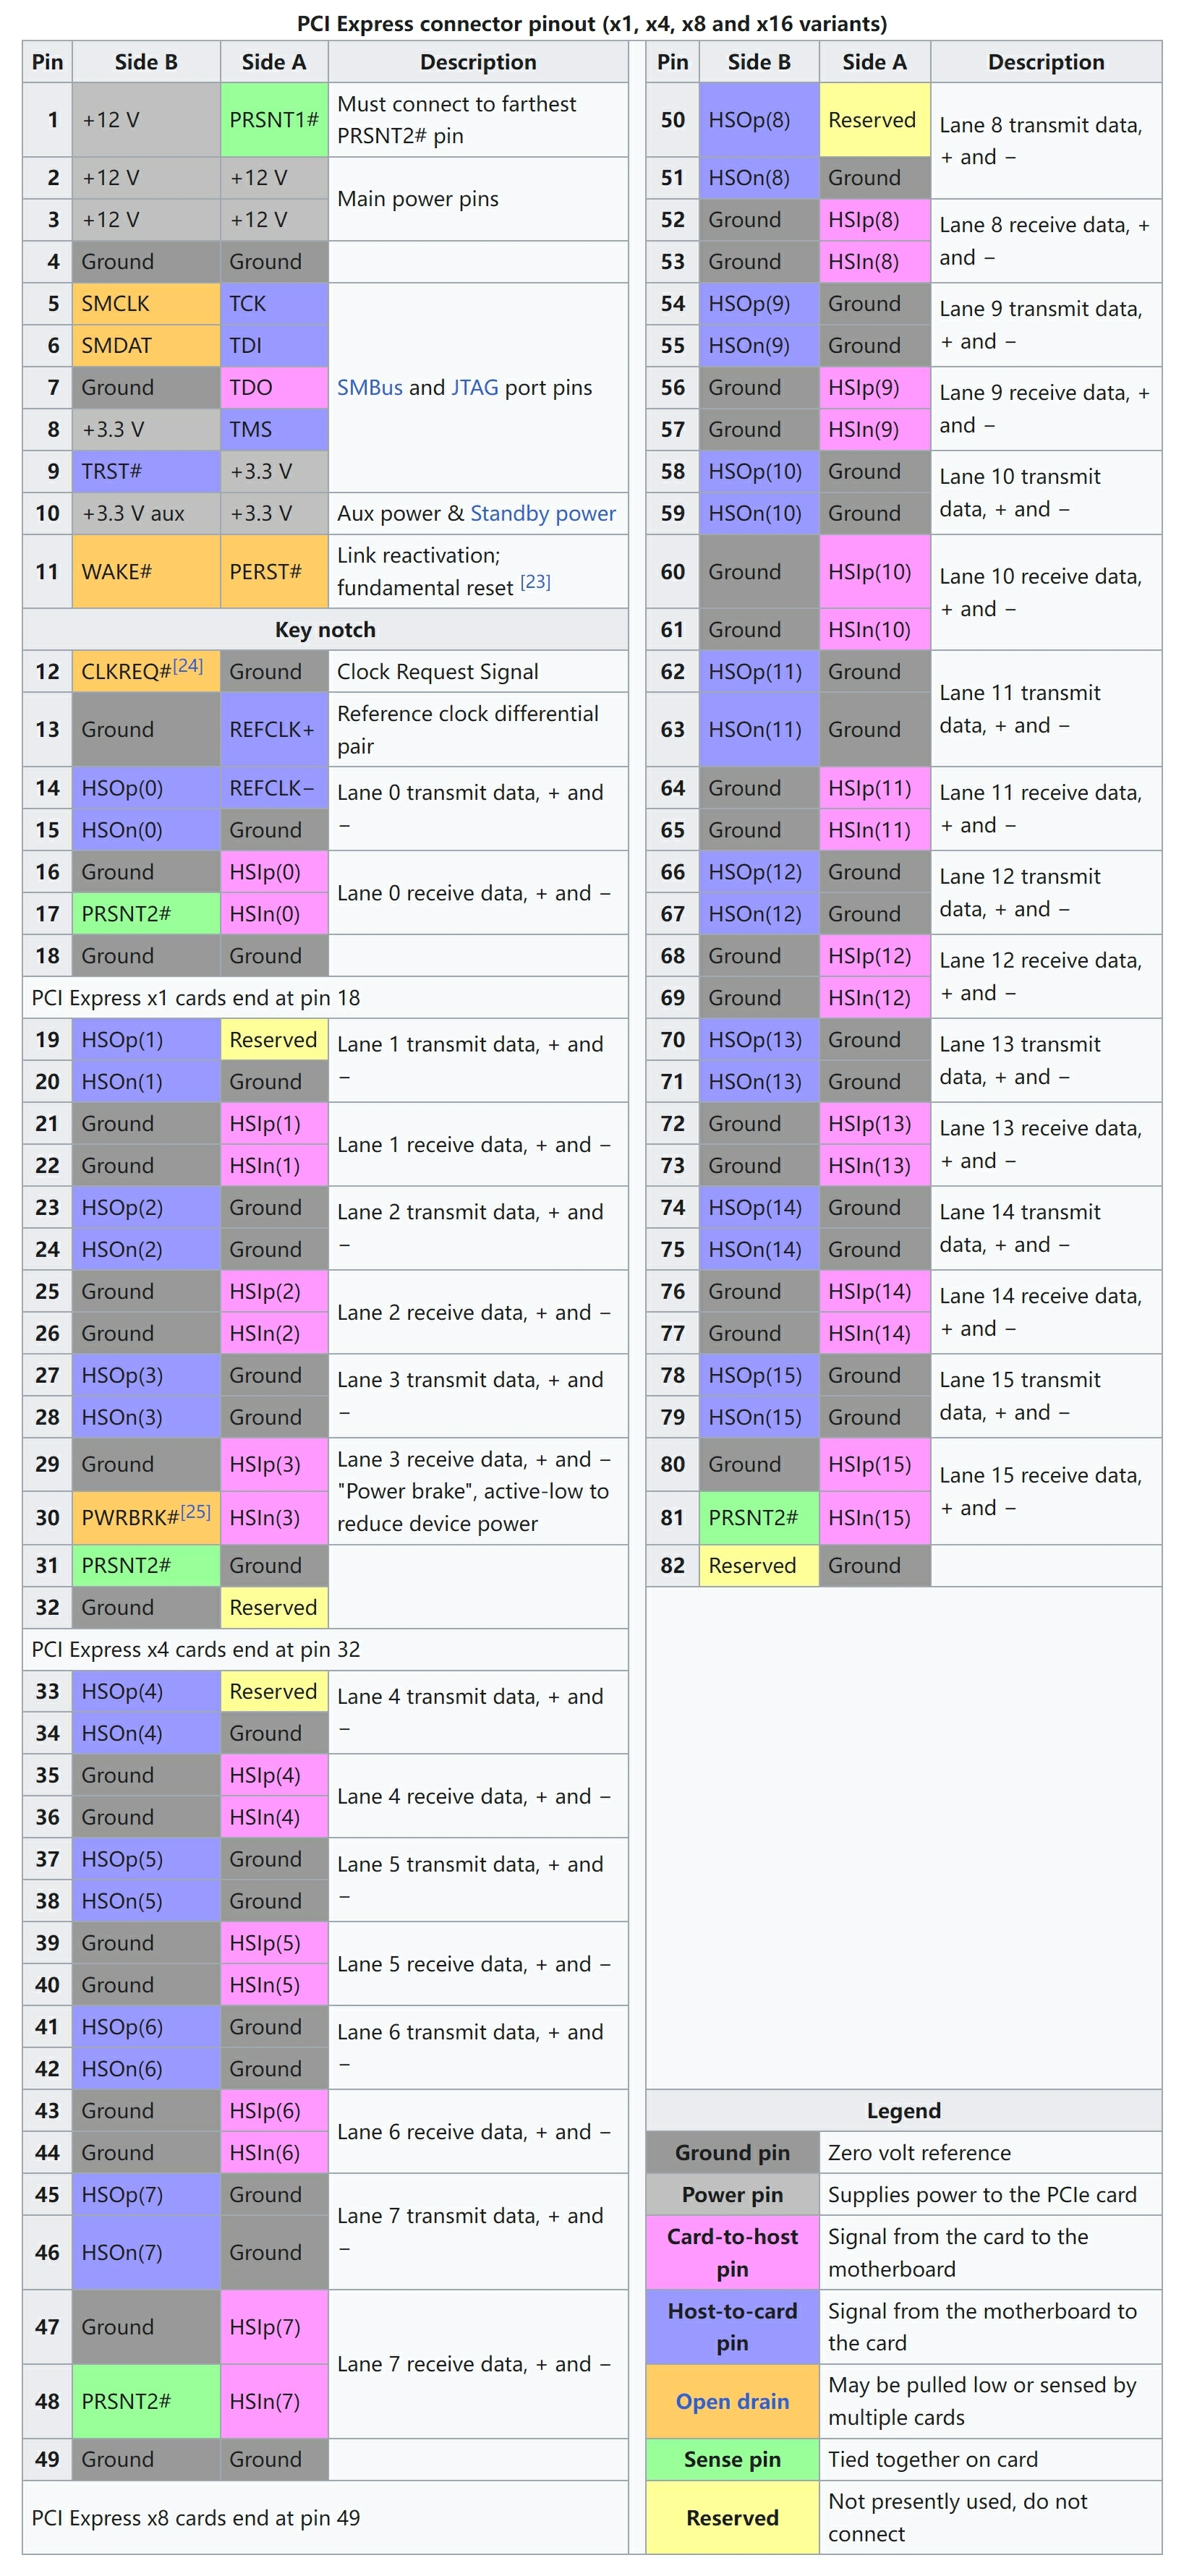 PCI Express connector pinout (x1, x4, x8 and x16 variants)
Pin Side B Side A Description
1 +12 V PRSNT1# Must connect to farthest
PRSNT2# pin
2 +12 V +12 V Main power pins
3 +12 V +12 V
4 Ground Ground
5 SMCLK TCK SMBus and JTAG port pins
6 SMDAT TDI
7 Ground TDO
8 +3.3 V TMS
9 TRST# +3.3 V
10 +3.3 V aux +3.3 V Aux power & Standby power
11 WAKE# PERST# Link reactivation;
fundamental reset [23]
Key notch
12 CLKREQ#[24] Ground Clock Request Signal
13 Ground REFCLK+ Reference clock differential
pair
14 HSOp(0) REFCLK− Lane 0 transmit data, + and
−
15 HSOn(0) Ground
16 Ground HSIp(0) Lane 0 receive data, + and −
17 PRSNT2# HSIn(0)
18 Ground Ground
PCI Express x1 cards end at pin 18
19 HSOp(1) Reserved Lane 1 transmit data, + and
−
20 HSOn(1) Ground
21 Ground HSIp(1) Lane 1 receive data, + and −
22 Ground HSIn(1)
23 HSOp(2) Ground Lane 2 transmit data, + and
−
24 HSOn(2) Ground
25 Ground HSIp(2) Lane 2 receive data, + and −
26 Ground HSIn(2)
27 HSOp(3) Ground Lane 3 transmit data, + and
−
28 HSOn(3) Ground
29 Ground HSIp(3) Lane 3 receive data, + and −
"Power brake", active-low to
reduce device power
30 PWRBRK#[25] HSIn(3)
31 PRSNT2# Ground
32 Ground Reserved
PCI Express x4 cards end at pin 32
33 HSOp(4) Reserved Lane 4 transmit data, + and
−
34 HSOn(4) Ground
35 Ground HSIp(4) Lane 4 receive data, + and −
36 Ground HSIn(4)
37 HSOp(5) Ground Lane 5 transmit data, + and
−
38 HSOn(5) Ground
39 Ground HSIp(5) Lane 5 receive data, + and −
40 Ground HSIn(5)
41 HSOp(6) Ground Lane 6 transmit data, + and
−
42 HSOn(6) Ground
43 Ground HSIp(6) Lane 6 receive data, + and −
44 Ground HSIn(6)
45 HSOp(7) Ground Lane 7 transmit data, + and
−
46 HSOn(7) Ground
47 Ground HSIp(7) Lane 7 receive data, + and −
48 PRSNT2# HSIn(7)
49 Ground Ground
PCI Express x8 cards end at pin 49
Pin Side B Side A Description
50 HSOp(8) Reserved Lane 8 transmit data,
+ and −
51 HSOn(8) Ground
52 Ground HSIp(8) Lane 8 receive data, +
and −
53 Ground HSIn(8)
54 HSOp(9) Ground Lane 9 transmit data,
+ and −
55 HSOn(9) Ground
56 Ground HSIp(9) Lane 9 receive data, +
and −
57 Ground HSIn(9)
58 HSOp(10) Ground Lane 10 transmit
data, + and −
59 HSOn(10) Ground
60 Ground HSIp(10) Lane 10 receive data,
+ and −
61 Ground HSIn(10)
62 HSOp(11) Ground Lane 11 transmit
data, + and −
63 HSOn(11) Ground
64 Ground HSIp(11) Lane 11 receive data,
+ and −
65 Ground HSIn(11)
66 HSOp(12) Ground Lane 12 transmit
data, + and −
67 HSOn(12) Ground
68 Ground HSIp(12) Lane 12 receive data,
+ and −
69 Ground HSIn(12)
70 HSOp(13) Ground Lane 13 transmit
data, + and −
71 HSOn(13) Ground
72 Ground HSIp(13) Lane 13 receive data,
+ and −
73 Ground HSIn(13)
74 HSOp(14) Ground Lane 14 transmit
data, + and −
75 HSOn(14) Ground
76 Ground HSIp(14) Lane 14 receive data,
+ and −
77 Ground HSIn(14)
78 HSOp(15) Ground Lane 15 transmit
data, + and −
79 HSOn(15) Ground
80 Ground HSIp(15) Lane 15 receive data,
+ and −
81 PRSNT2# HSIn(15)
82 Reserved Ground
Legend
Ground pin Zero volt reference
Power pin Supplies power to the PCIe card
Card-to-host
pin
Signal from the card to the
motherboard
Host-to-card
pin
Signal from the motherboard to
the card
Open drain
May be pulled low or sensed by
multiple cards
Sense pin Tied together on card
Reserved
Not presently used, do not
connect